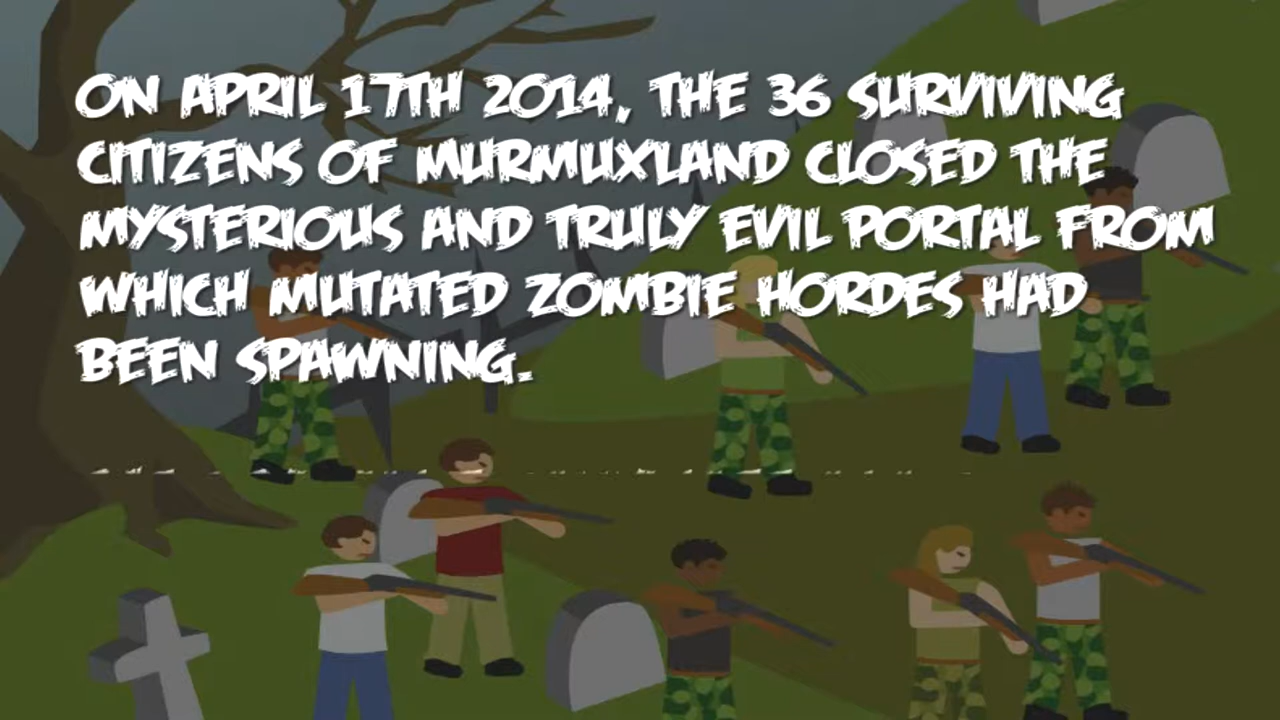 ON APRIL 17TH 2014, THE 36 SURVIVING
CITIZENS OF MURMUXLAND CLOSED THE
MYSTERIOUS AND TRULY EVIL PORTAL FROM
WHICH MUTATED ZOMBIE HORDES HAD
BEEN SPAWNING.